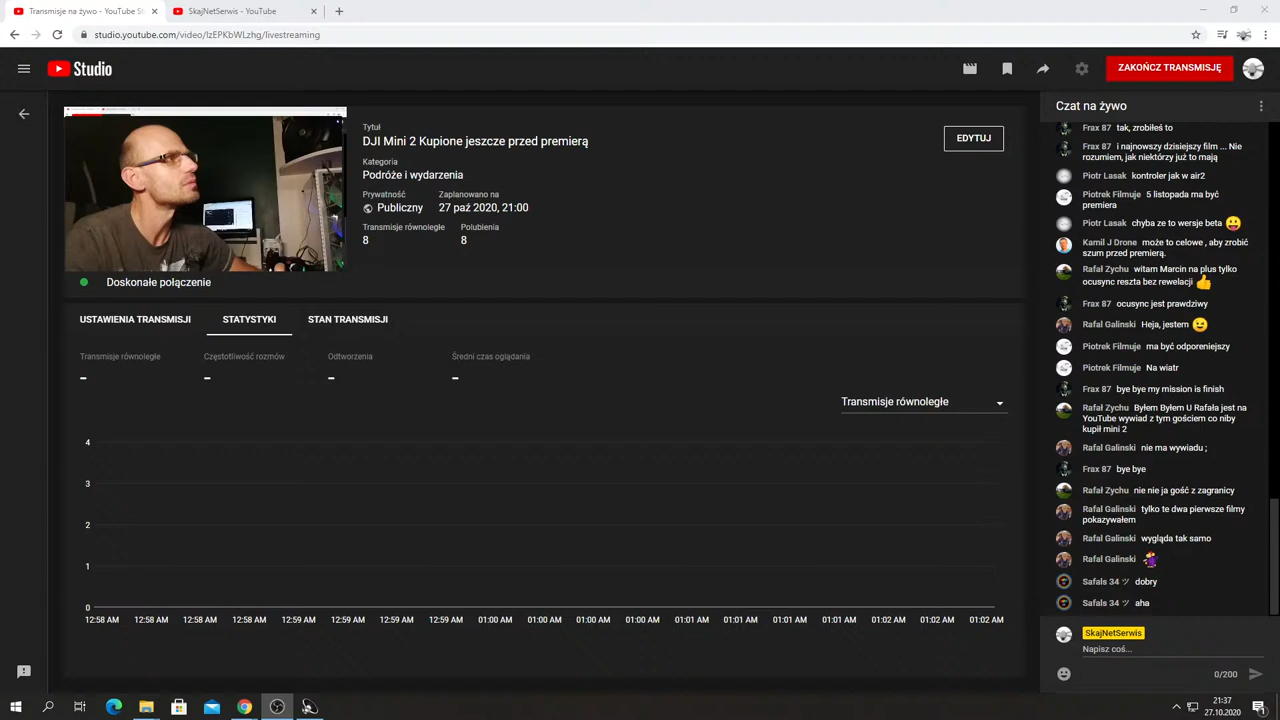 Transmisje na żywo - YouTube Stu
SkajNetSerwis - YouTube
studio.youtube.com/video/IzEPKbWLzhg/livestreaming
Studio
ZAKOŃCZ TRANSMISJĘ
Tytuł
DJI Mini 2 Kupione jeszcze przed premierą
EDYTUJ
Kategoria
Podróże i wydarzenia
Prywatność
Zaplanowano na
Publiczny
27 paź 2020, 21:00
Transmisje równoległe
Polubienia
8
8
Doskonałe połączenie
USTAWIENIA TRANSMISJI
STATYSTYKI
STAN TRANSMISJI
Transmisje równoległe
Częstotliwość rozmów
Odtworzenia
Średni czas oglądania
–
–
–
–
Transmisje równoległe
4
3
2
1
0
12:58 AM 12:58 AM 12:58 AM 12:58 AM 12:59 AM 12:59 AM 12:59 AM 12:59 AM 01:00 AM 01:00 AM 01:00 AM 01:00 AM 01:01 AM 01:01 AM 01:01 AM 01:01 AM 01:02 AM 01:02 AM 01:02 AM
Czat na żywo
Frax 87 tak, zrobiłeś to
Frax 87 i najnowszy dzisiejszy film ... Nie
rozumiem, jak niektórzy już to mają
Piotr Lasak kontroler jak w air2
Piotrek Filmuje 5 listopada ma być
premiera
Piotr Lasak chyba ze to wersje beta
Kamil J Drone może to celowe , aby zrobić
szum przed premierą.
Rafał Zychu witam Marcin na plus tylko
ocusync reszta bez rewelacji
Frax 87 ocusync jest prawdziwy
Rafal Galinski Heja, jestem
Piotrek Filmuje ma być odporeniejszy
Piotrek Filmuje Na wiatr
Frax 87 bye bye my mission is finish
Rafał Zychu Byłem Byłem U Rafała jest na
YouTube wywiad z tym gościem co niby
kupił mini 2
Rafal Galinski nie ma wywiadu ;
Frax 87 bye bye
Rafał Zychu nie nie ja gość z zagranicy
Rafal Galinski tylko te dwa pierwsze filmy
pokazywałem
Rafal Galinski wygląda tak samo
Rafal Galinski
Safals 34 ツ dobry
Safals 34 ツ aha
SkajNetSerwis
Napisz coś...
0/200
21:37
27.10.2020
1